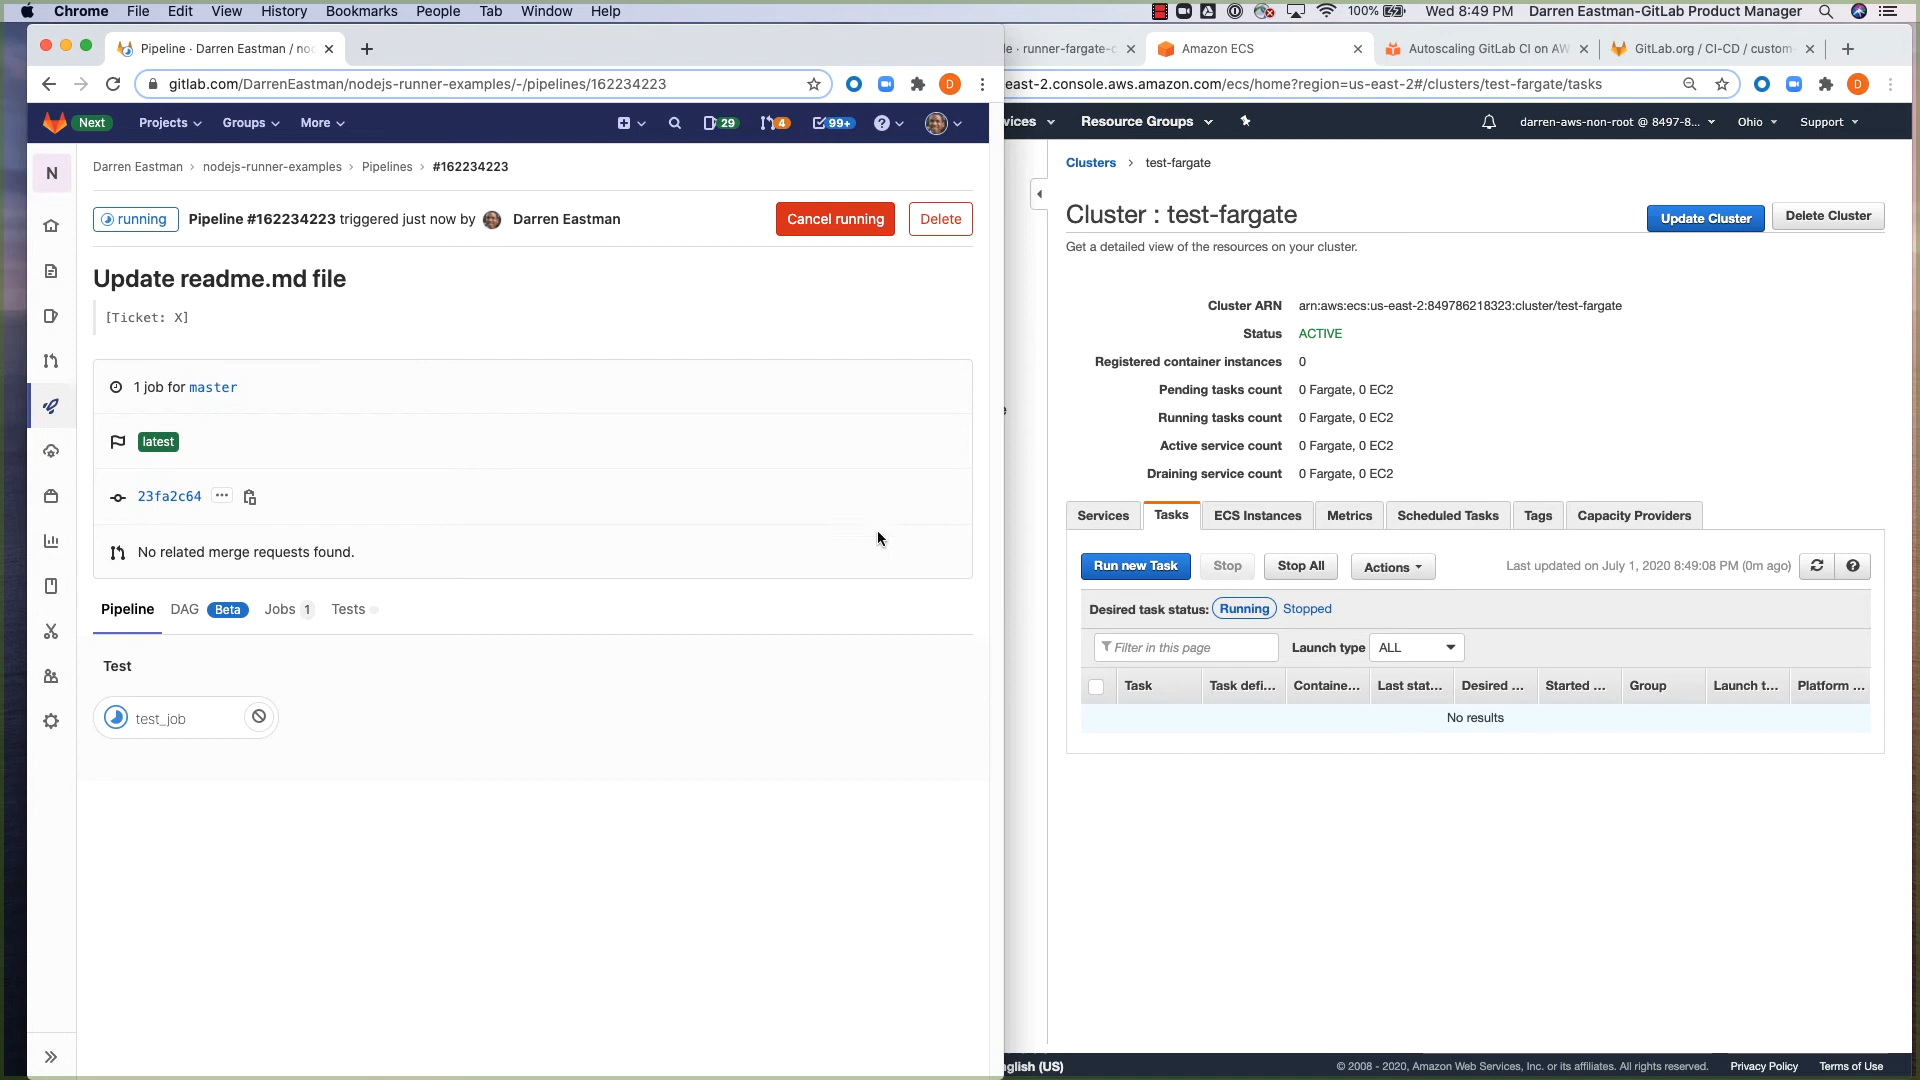 Chrome File Edit View History Bookmarks People Tab Window Help
100% Wed 8:49 PM Darren Eastman-GitLab Product Manager
Pipeline · Darren Eastman / no
gitlab.com/DarrenEastman/nodejs-runner-examples/-/pipelines/162234223
D
Next Projects Groups More 29 4 99+
N
Darren Eastman › nodejs-runner-examples › Pipelines › #162234223
running Pipeline #162234223 triggered just now by Darren Eastman Cancel running Delete
Update readme.md file
[Ticket: X]
1 job for master
latest
23fa2c64
No related merge requests found.
Pipeline DAG Beta Jobs 1 Tests
Test
test_job
le · runner-fargate- Amazon ECS Autoscaling GitLab CI on AW GitLab.org / CI-CD / custom-
east-2.console.aws.amazon.com/ecs/home?region=us-east-2#/clusters/test-fargate/tasks
D
vices Resource Groups darren-aws-non-root @ 8497-8... Ohio Support
Clusters > test-fargate
Cluster : test-fargate
Update Cluster Delete Cluster
Get a detailed view of the resources on your cluster.
Cluster ARN arn:aws:ecs:us-east-2:849786218323:cluster/test-fargate
Status ACTIVE
Registered container instances 0
Pending tasks count 0 Fargate, 0 EC2
Running tasks count 0 Fargate, 0 EC2
Active service count 0 Fargate, 0 EC2
Draining service count 0 Fargate, 0 EC2
Services Tasks ECS Instances Metrics Scheduled Tasks Tags Capacity Providers
Run new Task Stop Stop All Actions Last updated on July 1, 2020 8:49:08 PM (0m ago)
Desired task status: Running Stopped
Filter in this page Launch type ALL
Task Task defi... Containe... Last stat... Desired ... Started ... Group Launch t... Platform ...
No results
nglish (US) © 2008 - 2020, Amazon Web Services, Inc. or its affiliates. All rights reserved. Privacy Policy Terms of Use